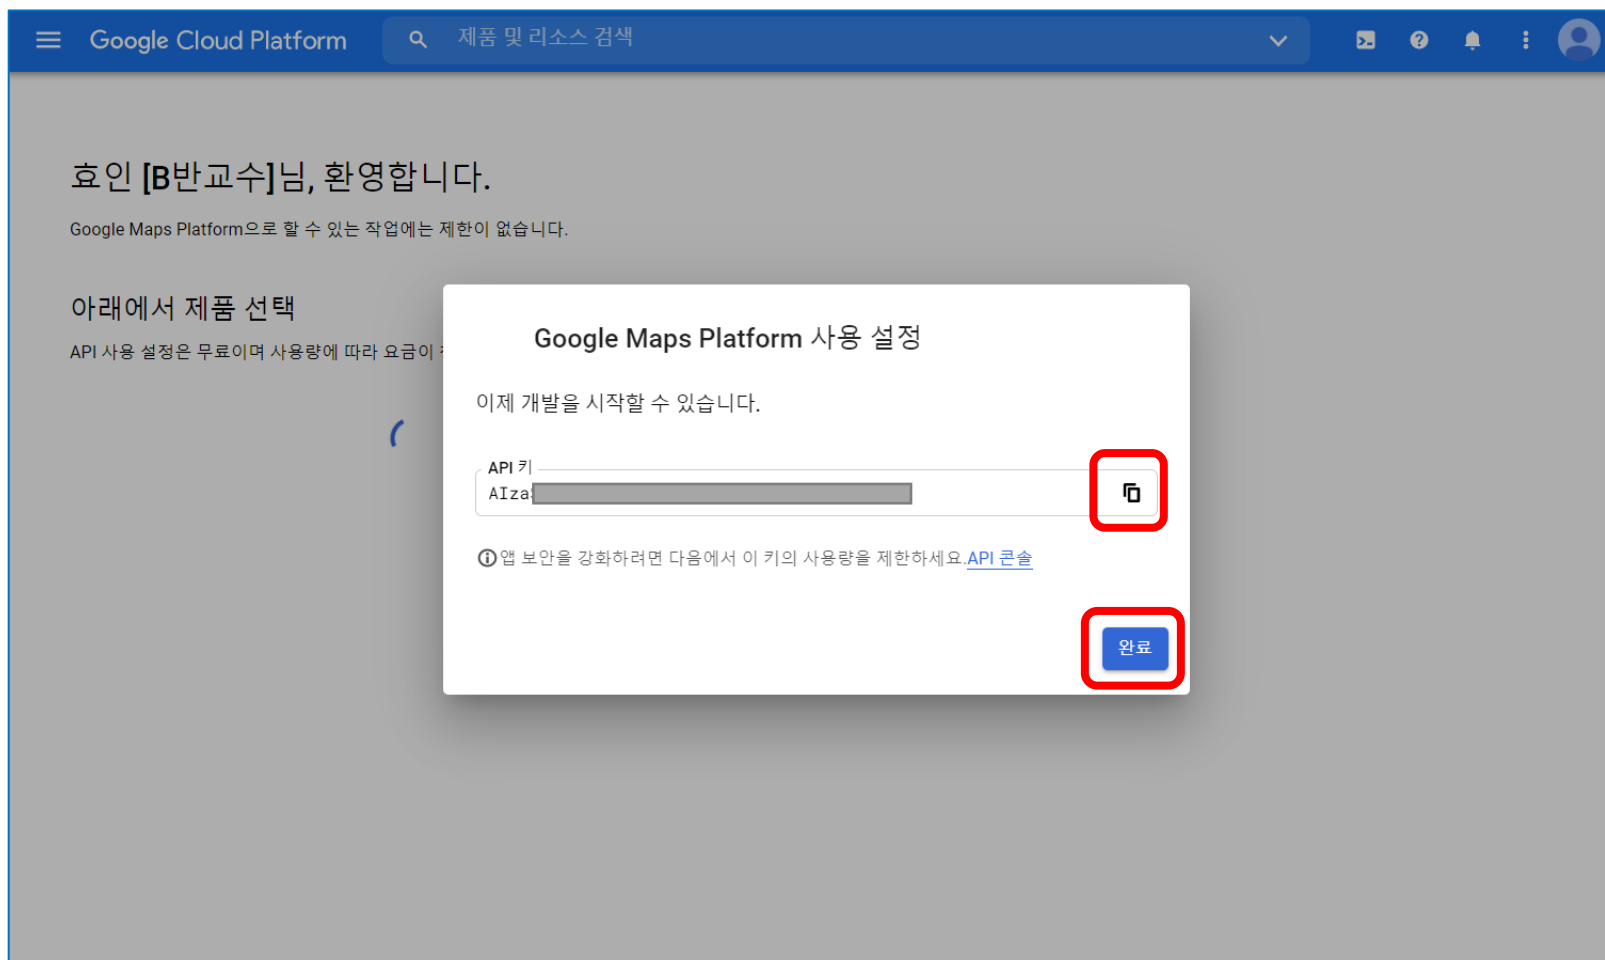 Google Cloud Platform
제품 및 리소스 검색
효인 [B반교수]님, 환영합니다.
Google Maps Platform으로 할 수 있는 작업에는 제한이 없습니다.
아래에서 제품 선택
API 사용 설정은 무료이며 사용량에 따라 요금이
Google Maps Platform 사용 설정
이제 개발을 시작할 수 있습니다.
API 키
AIza
앱 보안을 강화하려면 다음에서 이 키의 사용량을 제한하세요.API 콘솔
완료